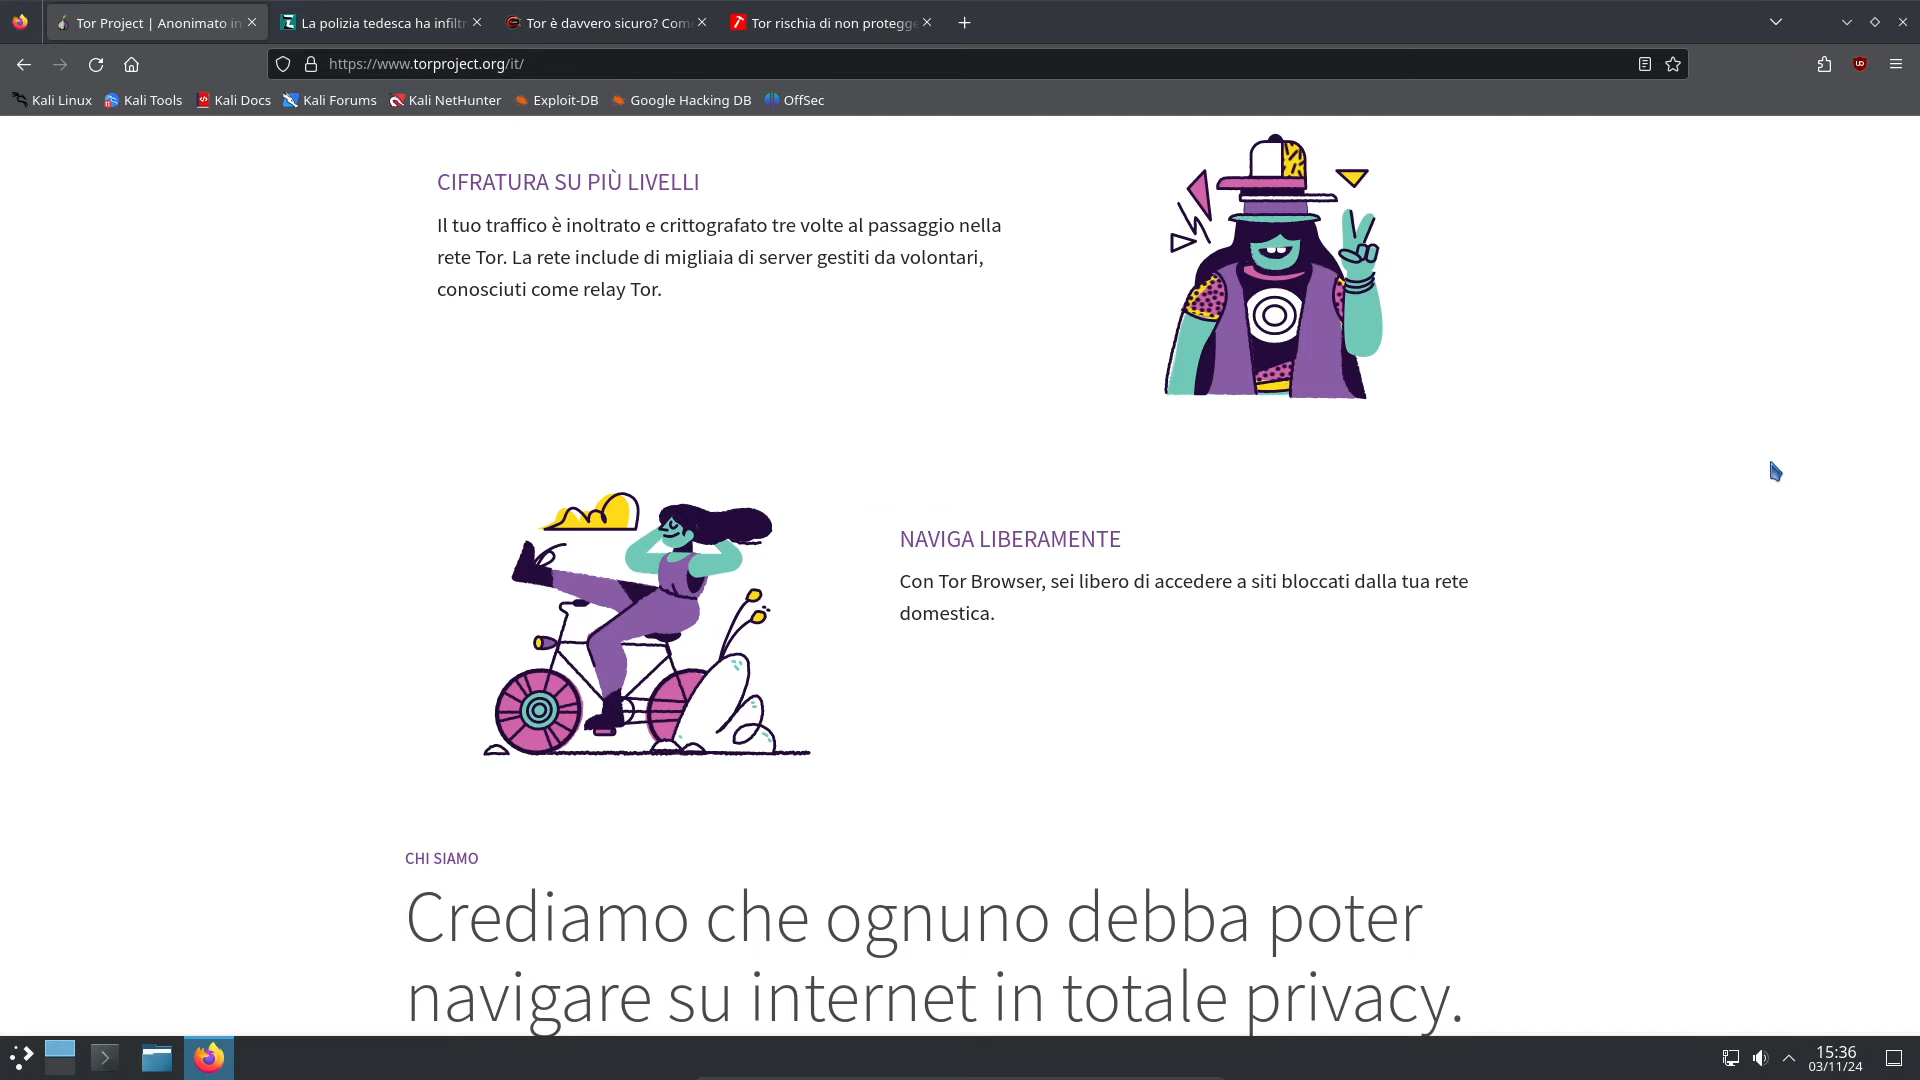 Tor Project | Anonimato in
La polizia tedesca ha infilt
Tor è davvero sicuro? Com
Tor rischia di non protegge
https://www.torproject.org/it/
Kali Linux
Kali Tools
Kali Docs
Kali Forums
Kali NetHunter
Exploit-DB
Google Hacking DB
OffSec
CIFRATURA SU PIÙ LIVELLI
Il tuo traffico è inoltrato e crittografato tre volte al passaggio nella
rete Tor. La rete include di migliaia di server gestiti da volontari,
conosciuti come relay Tor.
NAVIGA LIBERAMENTE
Con Tor Browser, sei libero di accedere a siti bloccati dalla tua rete
domestica.
CHI SIAMO
Crediamo che ognuno debba poter
navigare su internet in totale privacy.
15:36
03/11/24